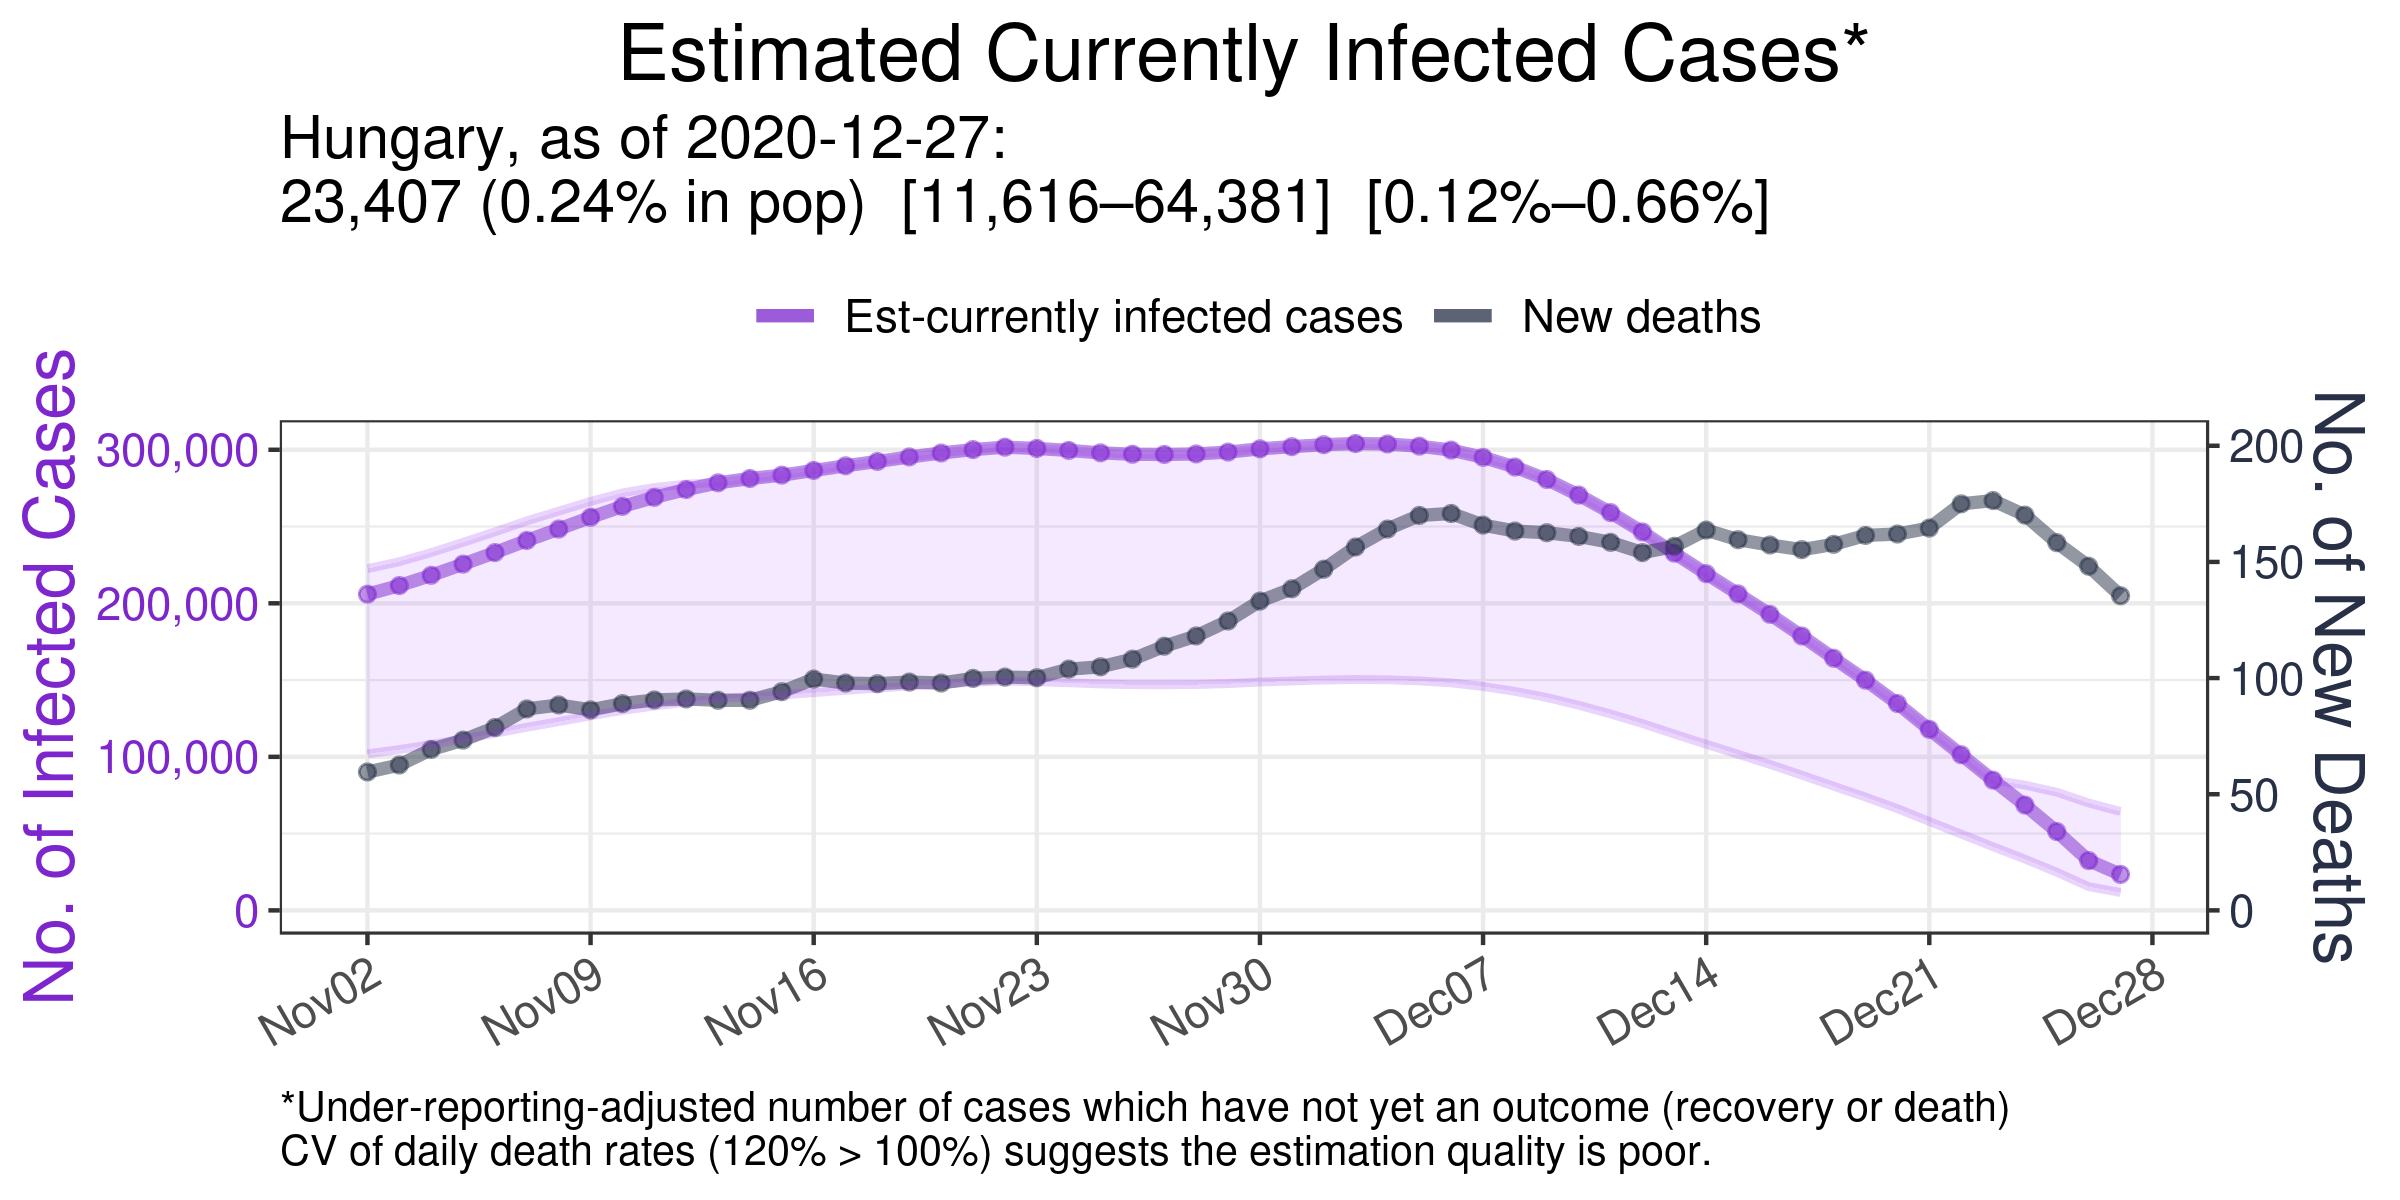 Estimated Currently Infected Cases*
Hungary, as of 2020-12-27:
23,407 (0.24% in pop)  [11,616–64,381]  [0.12%–0.66%]
Est-currently infected cases
New deaths
No. of Infected Cases
300,000
200,000
100,000
0
200
150
100
50
0
No. of New Deaths
Nov02
Nov09
Nov16
Nov23
Nov30
Dec07
Dec14
Dec21
Dec28
*Under-reporting-adjusted number of cases which have not yet an outcome (recovery or death)
CV of daily death rates (120% > 100%) suggests the estimation quality is poor.